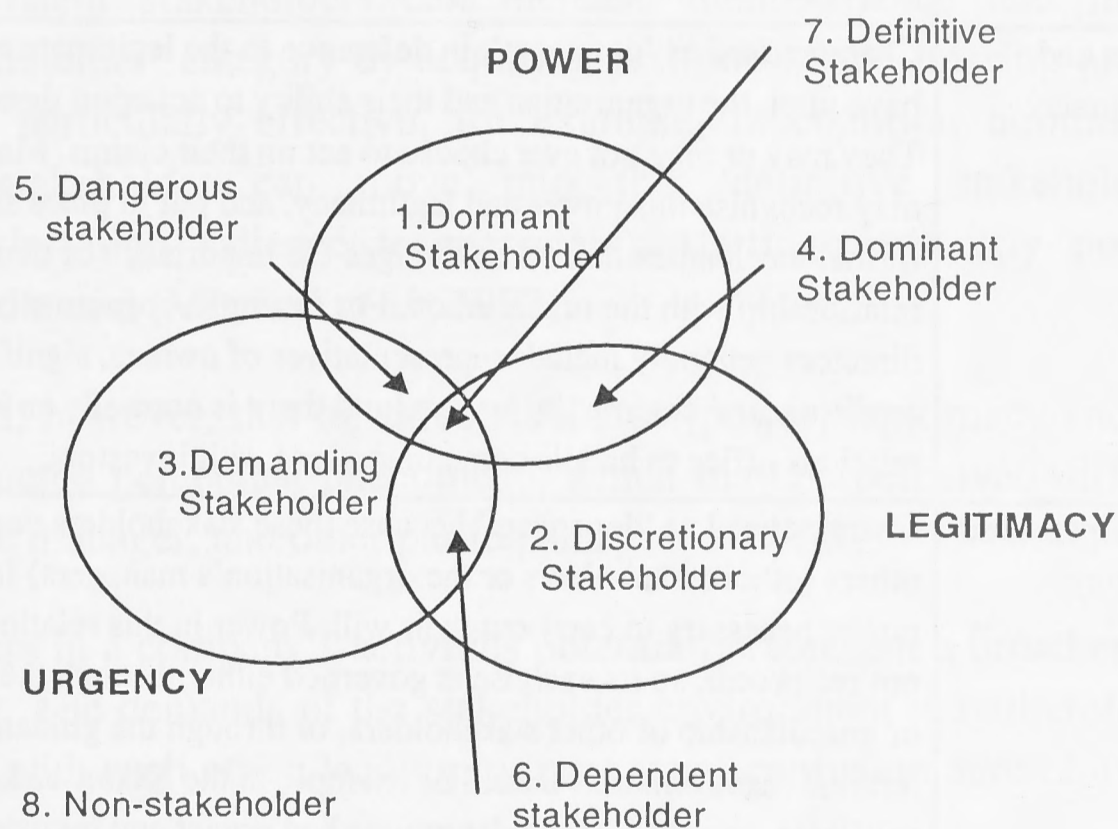 7. Definitive
Stakeholder
POWER
5. Dangerous
stakeholder
1.Dormant
Stakeholder
4. Dominant
Stakeholder
3.Demanding
Stakeholder
LEGITIMACY
2. Discretionary
Stakeholder
URGENCY
6. Dependent
stakeholder
8. Non-stakeholder